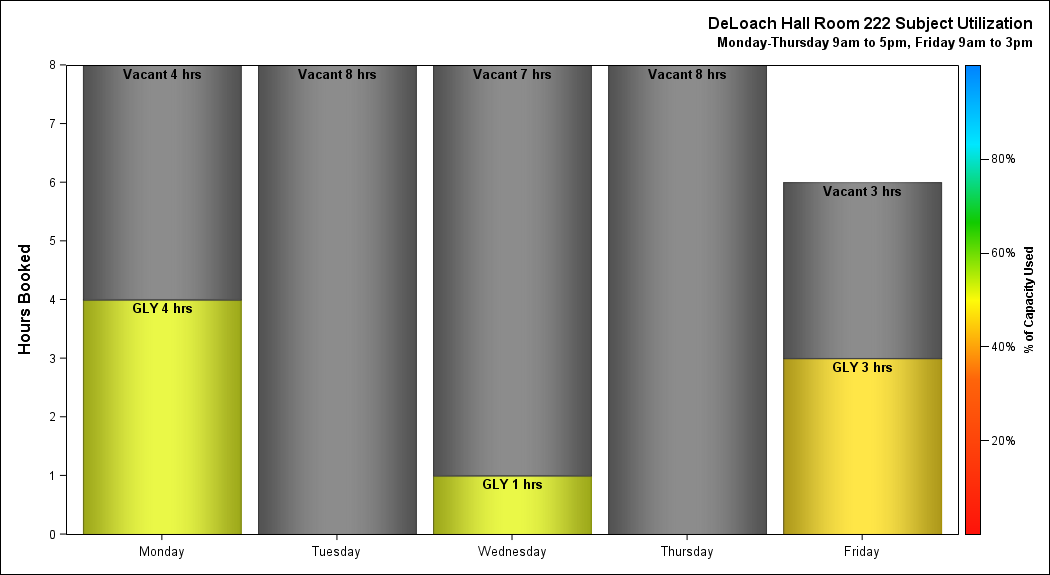 DeLoach Hall Room 222 Subject Utilization
Monday-Thursday 9am to 5pm, Friday 9am to 3pm
Hours Booked
8
7
6
5
4
3
2
1
0
Vacant 4 hrs
GLY 4 hrs
Vacant 8 hrs
Vacant 7 hrs
GLY 1 hrs
Vacant 8 hrs
Vacant 3 hrs
GLY 3 hrs
Monday
Tuesday
Wednesday
Thursday
Friday
80%
60%
40%
20%
% of Capacity Used